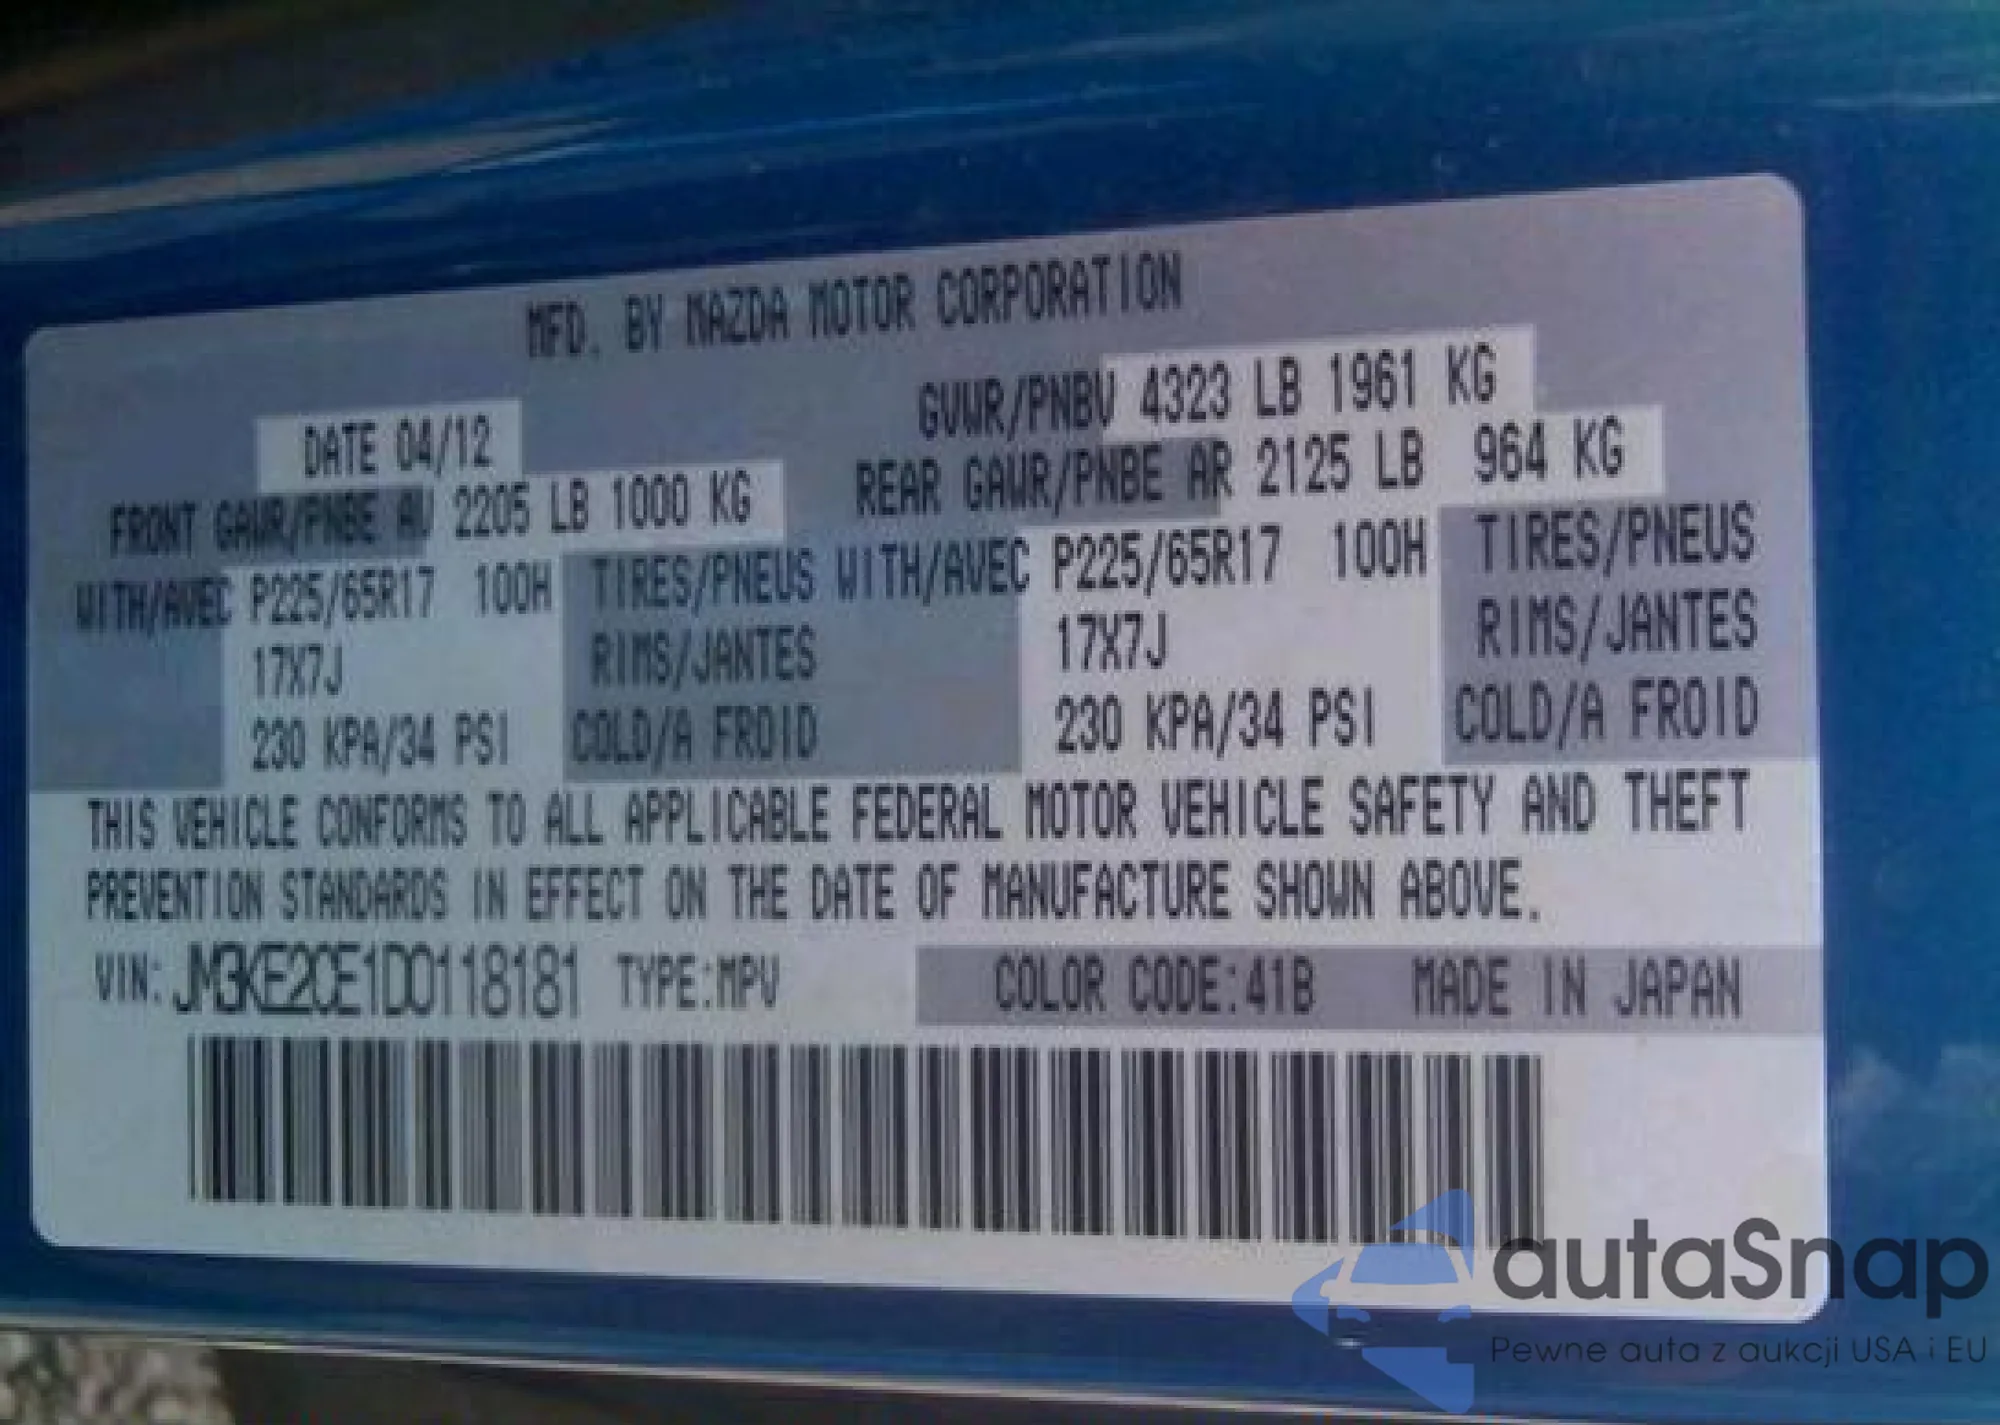 MFD. BY MAZDA MOTOR CORPORATION
GVWR/PNBV 4323 LB 1961 KG
DATE 04/12
REAR GAWR/PNBE AR 2125 LB 964 KG
FRONT GAWR/PNBE AV 2205 LB 1000 KG
WITH/AVEC P225/65R17 100H TIRES/PNEUS WITH/AVEC P225/65R17 100H TIRES/PNEUS
17X7J RIMS/JANTES 17X7J RIMS/JANTES
230 KPA/34 PSI COLD/A FROID 230 KPA/34 PSI COLD/A FROID
THIS VEHICLE CONFORMS TO ALL APPLICABLE FEDERAL MOTOR VEHICLE SAFETY AND THEFT
PREVENTION STANDARDS IN EFFECT ON THE DATE OF MANUFACTURE SHOWN ABOVE.
VIN: JM3KE2CE1D0118181 TYPE:MPV COLOR CODE:41B MADE IN JAPAN
autaSnap
Pewne auta z aukcji USA i EU